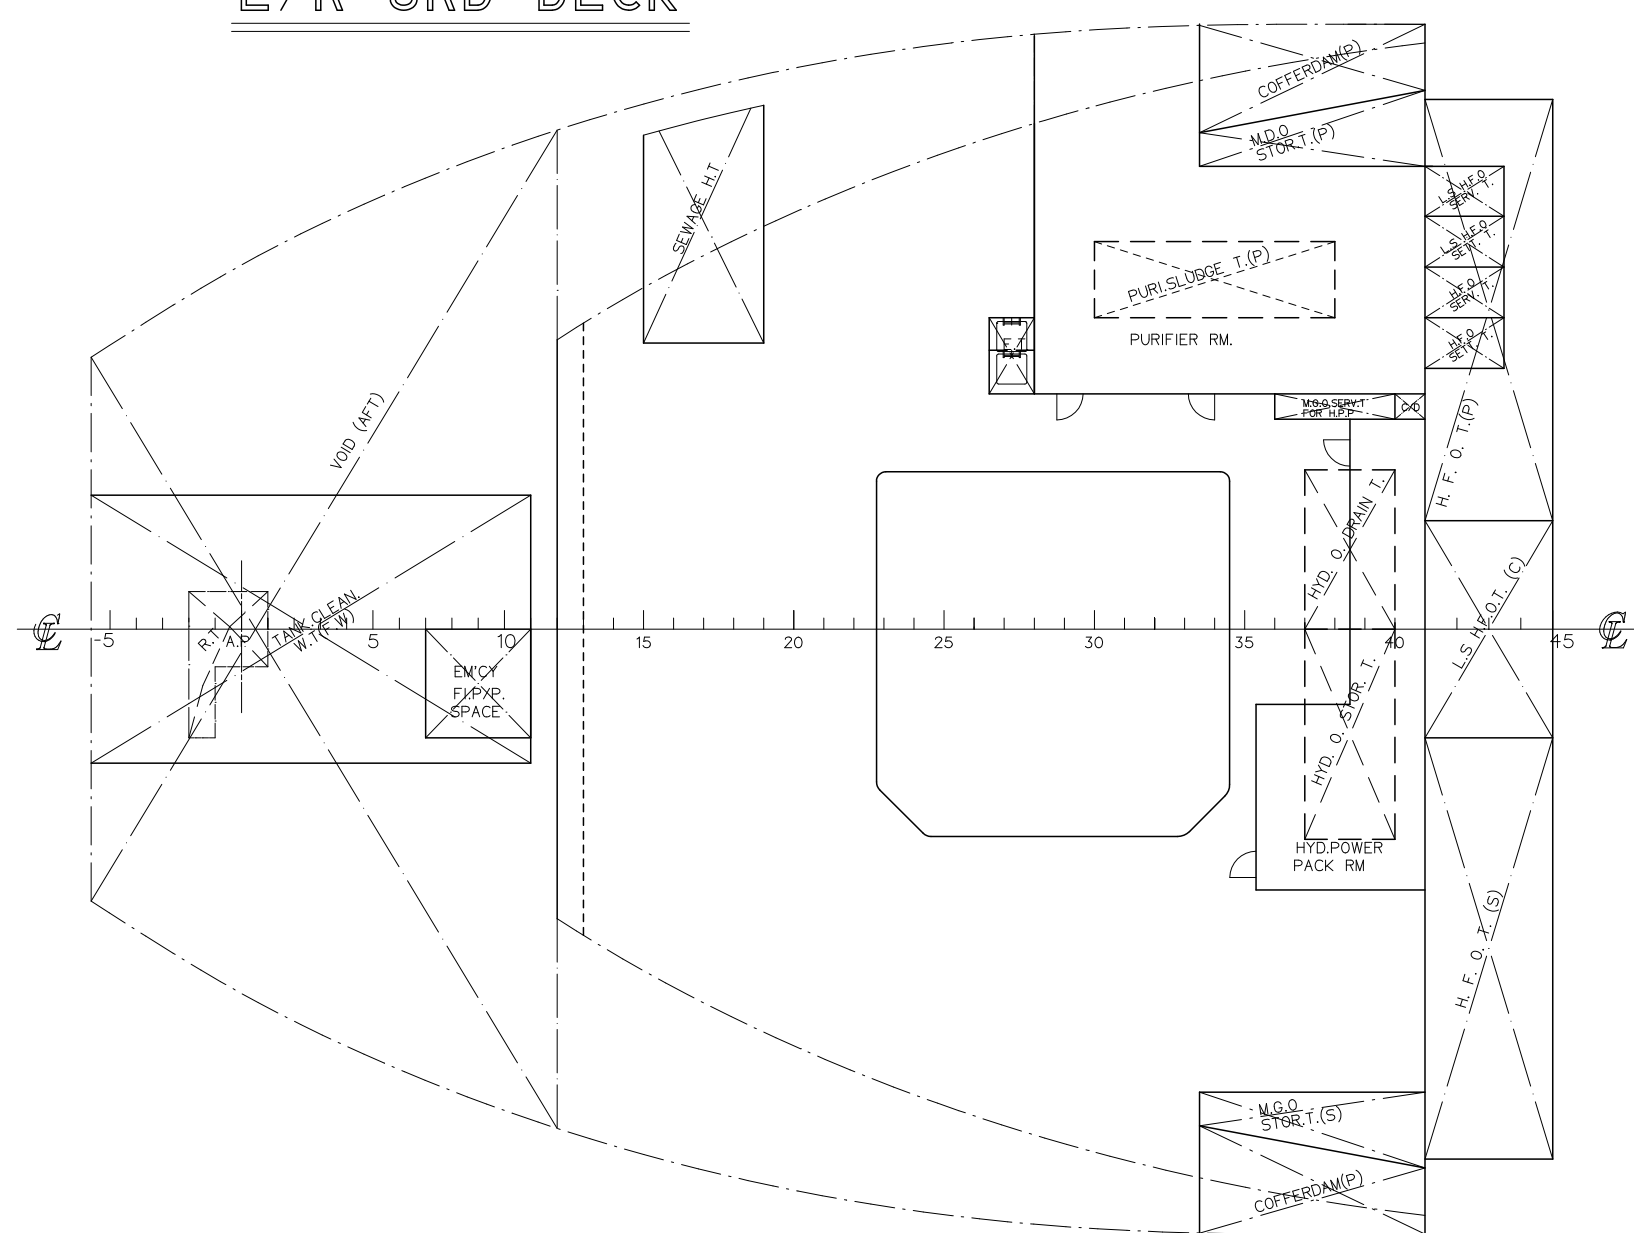 E/R 3RD DECK
COFFERDAM(P)
M.D.O
STOR.T.(P)
SEWAGE H.T
L.S H.F.O
SERV. T.
L.S H.F.O
SETT. T.
H.F.O
SERV. T.
H.F.O
SETT. T.
PURI.SLUDGE T.(P)
PURIFIER RM.
M.G.O.SERV.T
FOR H.P.P
C/D
VOID (AFT)
H. F. O. T.(P)
HYD. O. DRAIN T.
L.S H.F.O.T. (C)
TANK CLEAN.
W.T.(F.W)
R.T.
CL
-5
5
10
15
20
25
30
35
40
45
CL
EM'CY
FI.P/P.
SPACE
HYD. O. STOR. T.
HYD.POWER
PACK RM
H. F. O. T. (S)
M.G.O
STOR.T.(S)
COFFERDAM(P)